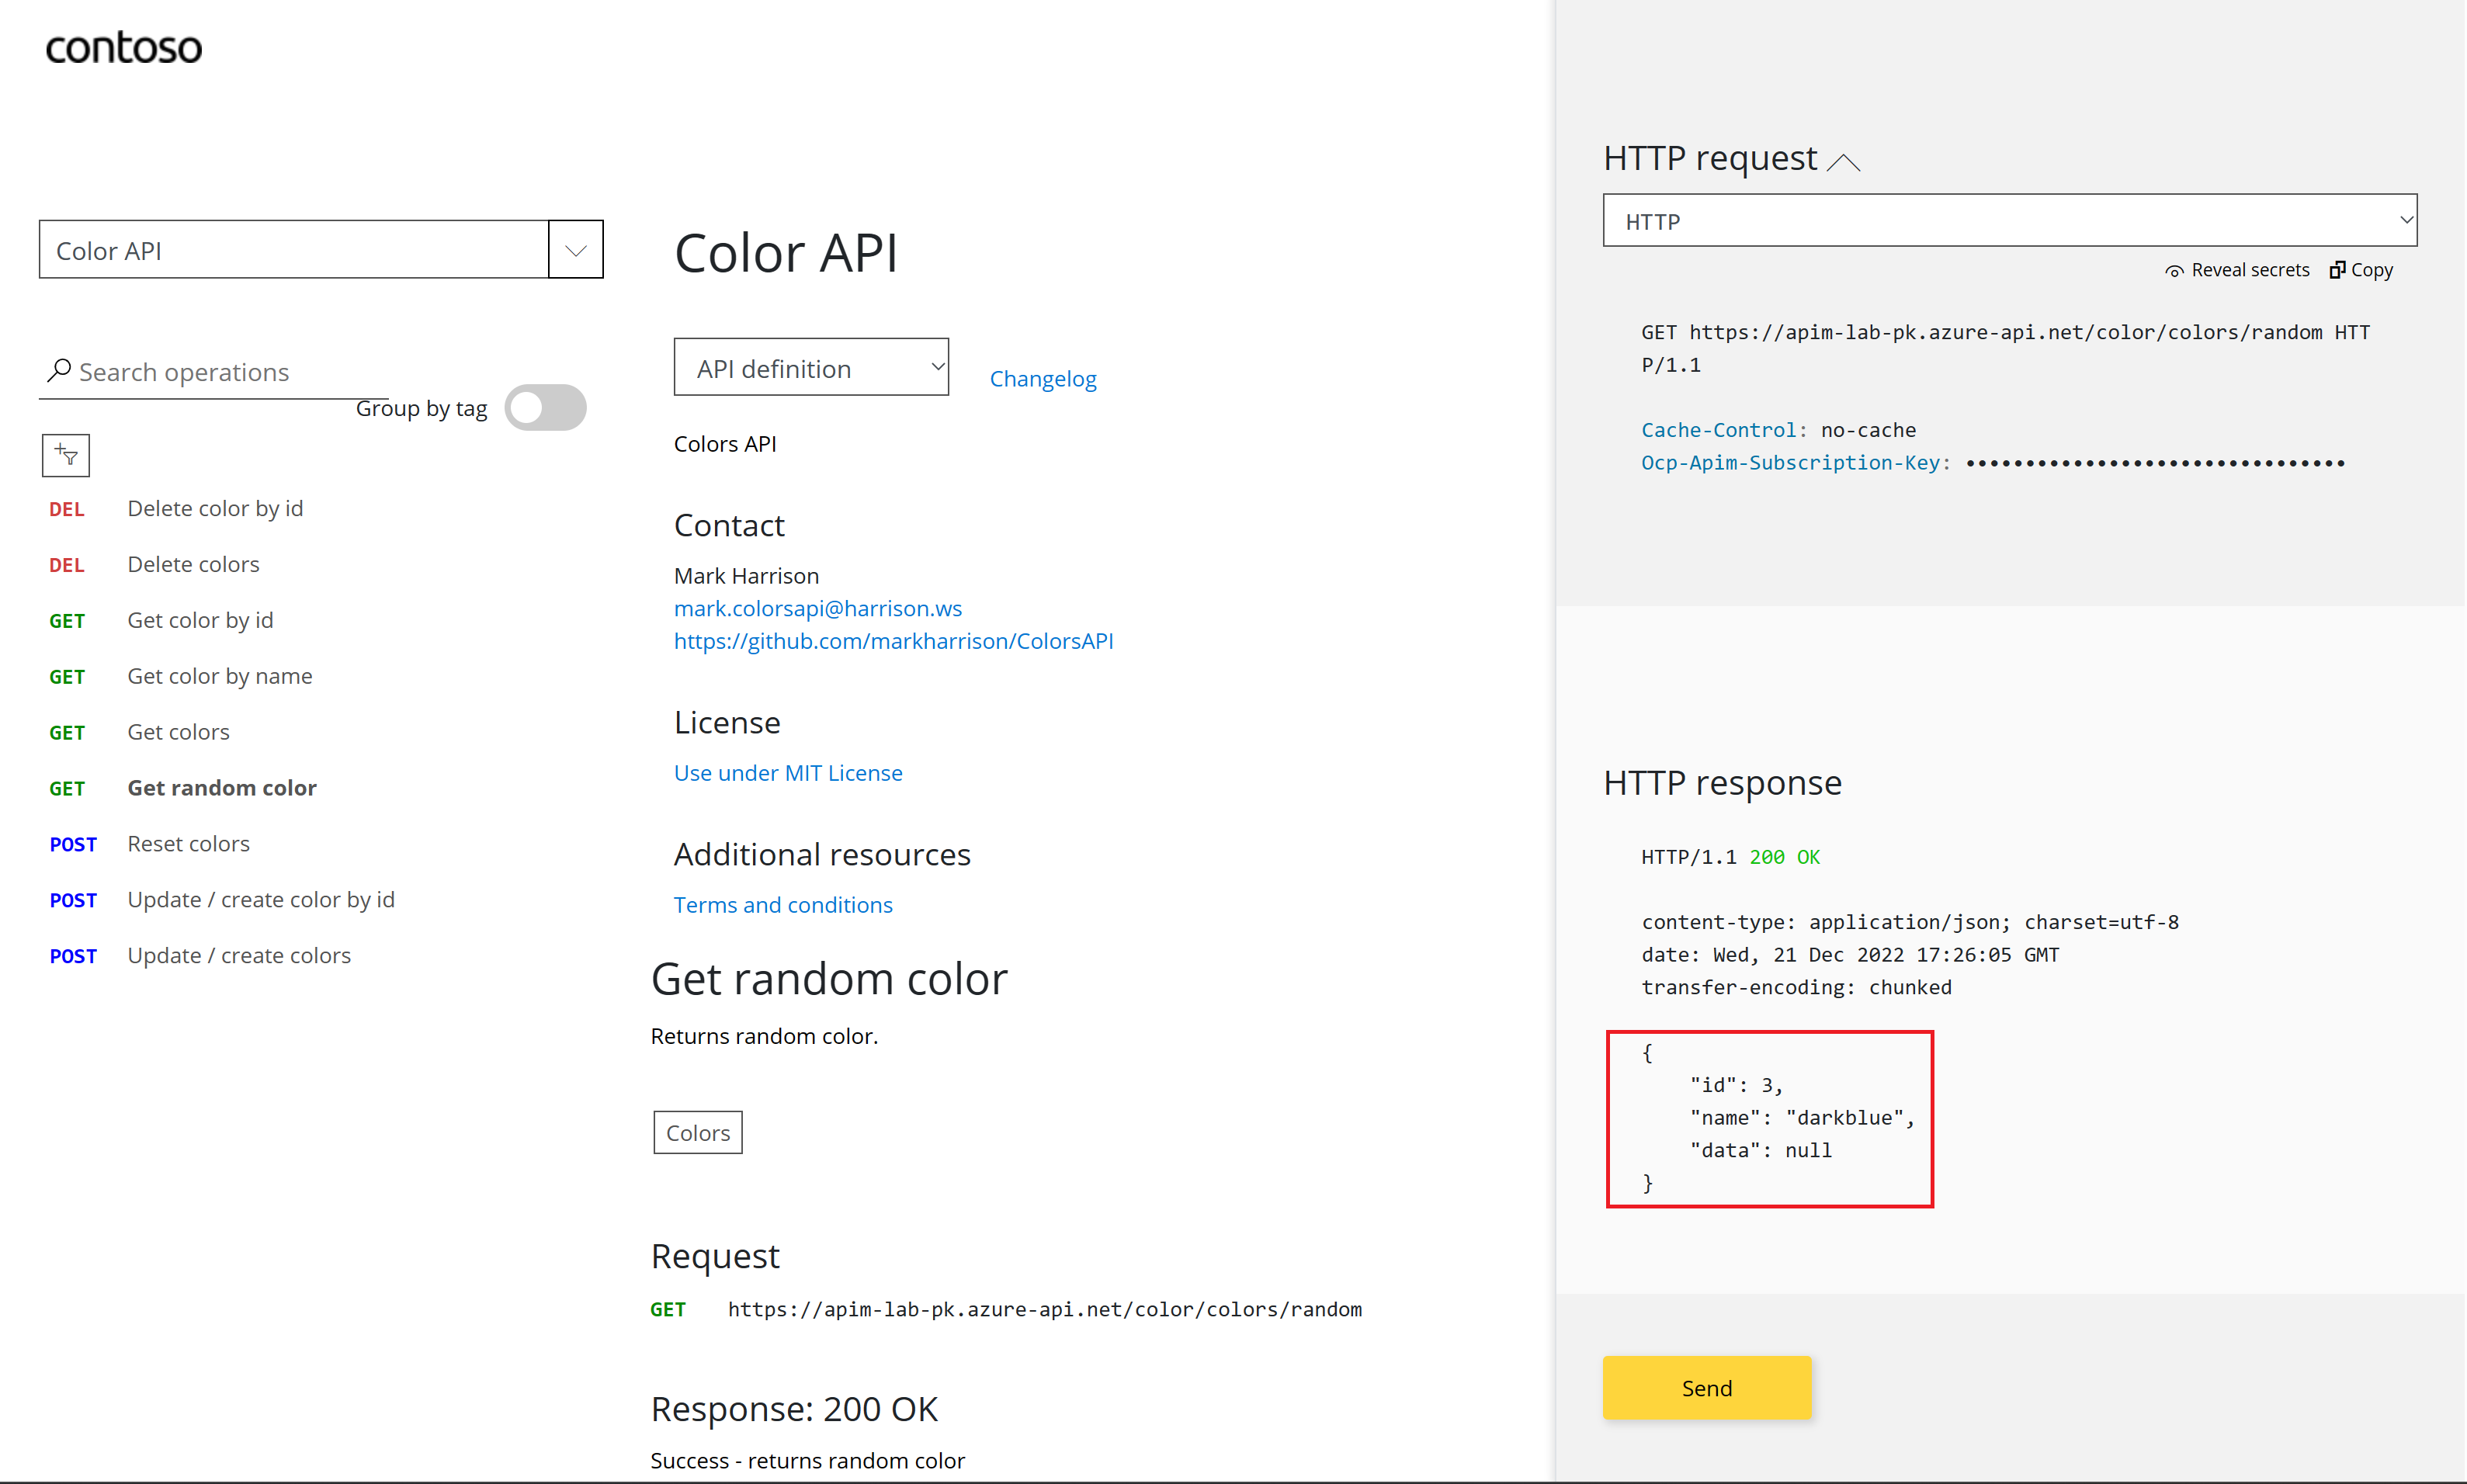 contoso
Color API
Search operations
Group by tag
DEL Delete color by id
DEL Delete colors
GET Get color by id
GET Get color by name
GET Get colors
GET Get random color
POST Reset colors
POST Update / create color by id
POST Update / create colors
Color API
API definition
Changelog
Colors API
Contact
Mark Harrison
mark.colorsapi@harrison.ws
https://github.com/markharrison/ColorsAPI
License
Use under MIT License
Additional resources
Terms and conditions
Get random color
Returns random color.
Colors
Request
GET https://apim-lab-pk.azure-api.net/color/colors/random
Response: 200 OK
Success - returns random color
HTTP request
HTTP
Reveal secrets Copy
GET https://apim-lab-pk.azure-api.net/color/colors/random HTT
P/1.1
Cache-Control: no-cache
Ocp-Apim-Subscription-Key: ••••••••••••••••••••••••••••••••
HTTP response
HTTP/1.1 200 OK
content-type: application/json; charset=utf-8
date: Wed, 21 Dec 2022 17:26:05 GMT
transfer-encoding: chunked
{
"id": 3,
"name": "darkblue",
"data": null
}
Send